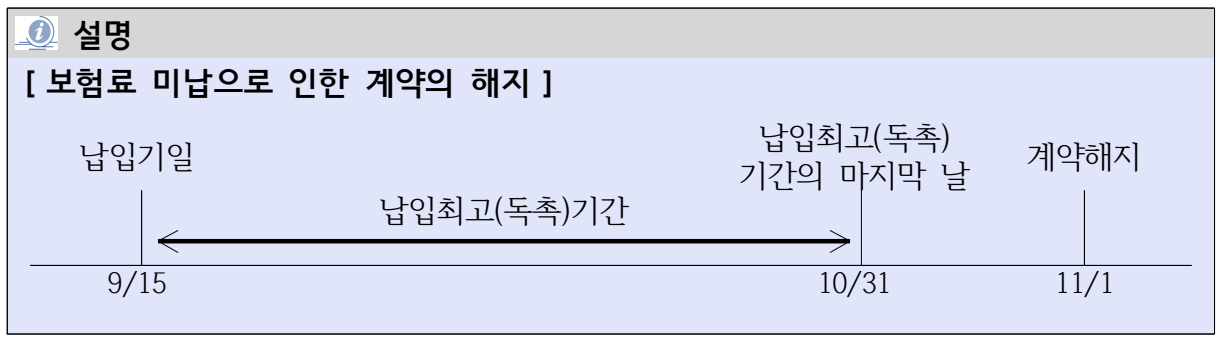 설명
[ 보험료 미납으로 인한 계약의 해지 ]
납입기일
납입최고(독촉)
기간의 마지막 날
계약해지
납입최고(독촉)기간
9/15
10/31
11/1